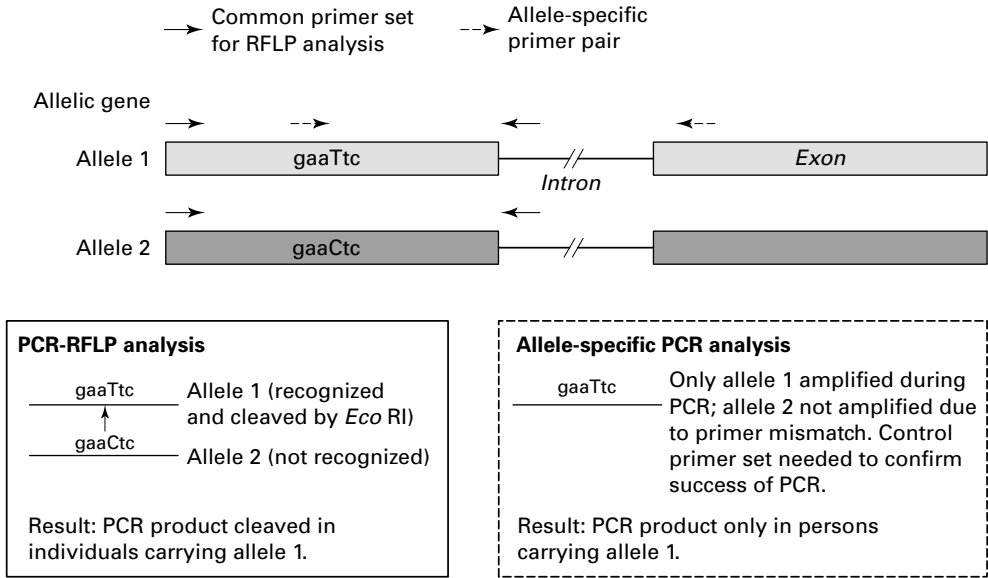 Common primer set
for RFLP analysis
Allele-specific
primer pair
Allelic gene
Allele 1
gaaTtc
Exon
Intron
Allele 2
gaaCtc
PCR-RFLP analysis
gaaTtc
Allele 1 (recognized
and cleaved by Eco RI)
gaaCtc
Allele 2 (not recognized)
Result: PCR product cleaved in
individuals carrying allele 1.
Allele-specific PCR analysis
gaaTtc
Only allele 1 amplified during
PCR; allele 2 not amplified due
to primer mismatch. Control
primer set needed to confirm
success of PCR.
Result: PCR product only in persons
carrying allele 1.